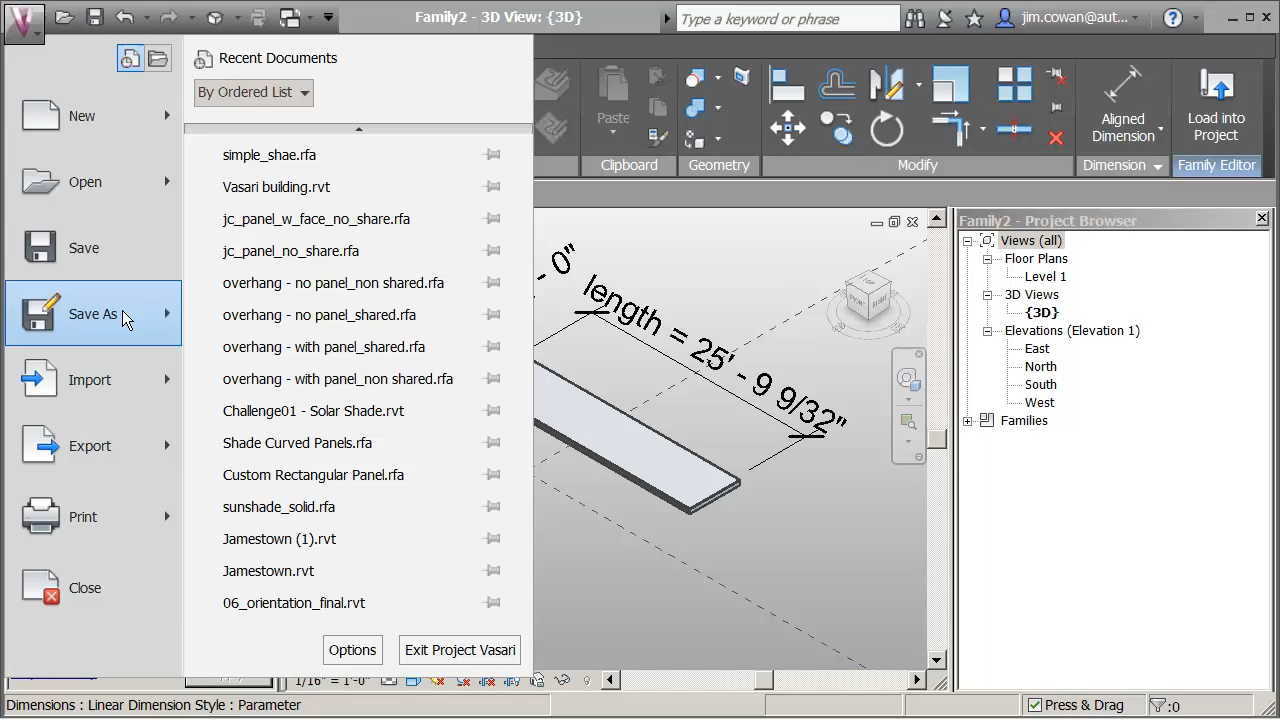 Family2 - 3D View: {3D}
Type a keyword or phrase
jim.cowan@aut...
Recent Documents
By Ordered List
New
Open
Save
Save As
Import
Export
Print
Close
simple_shae.rfa
Vasari building.rvt
jc_panel_w_face_no_share.rfa
jc_panel_no_share.rfa
overhang - no panel_non shared.rfa
overhang - no panel_shared.rfa
overhang - with panel_shared.rfa
overhang - with panel_non shared.rfa
Challenge01 - Solar Shade.rvt
Shade Curved Panels.rfa
Custom Rectangular Panel.rfa
sunshade_solid.rfa
Jamestown (1).rvt
Jamestown.rvt
06_orientation_final.rvt
Options
Exit Project Vasari
Paste
Clipboard
Geometry
Modify
Aligned
Dimension
Dimension
Load into
Project
Family Editor
- 0"
length = 25' - 9 9/32"
TOP
FRONT
RIGHT
Family2 - Project Browser
Views (all)
Floor Plans
Level 1
3D Views
{3D}
Elevations (Elevation 1)
East
North
South
West
Families
1/16" = 1'-0"
Dimensions : Linear Dimension Style : Parameter
Press & Drag
:0